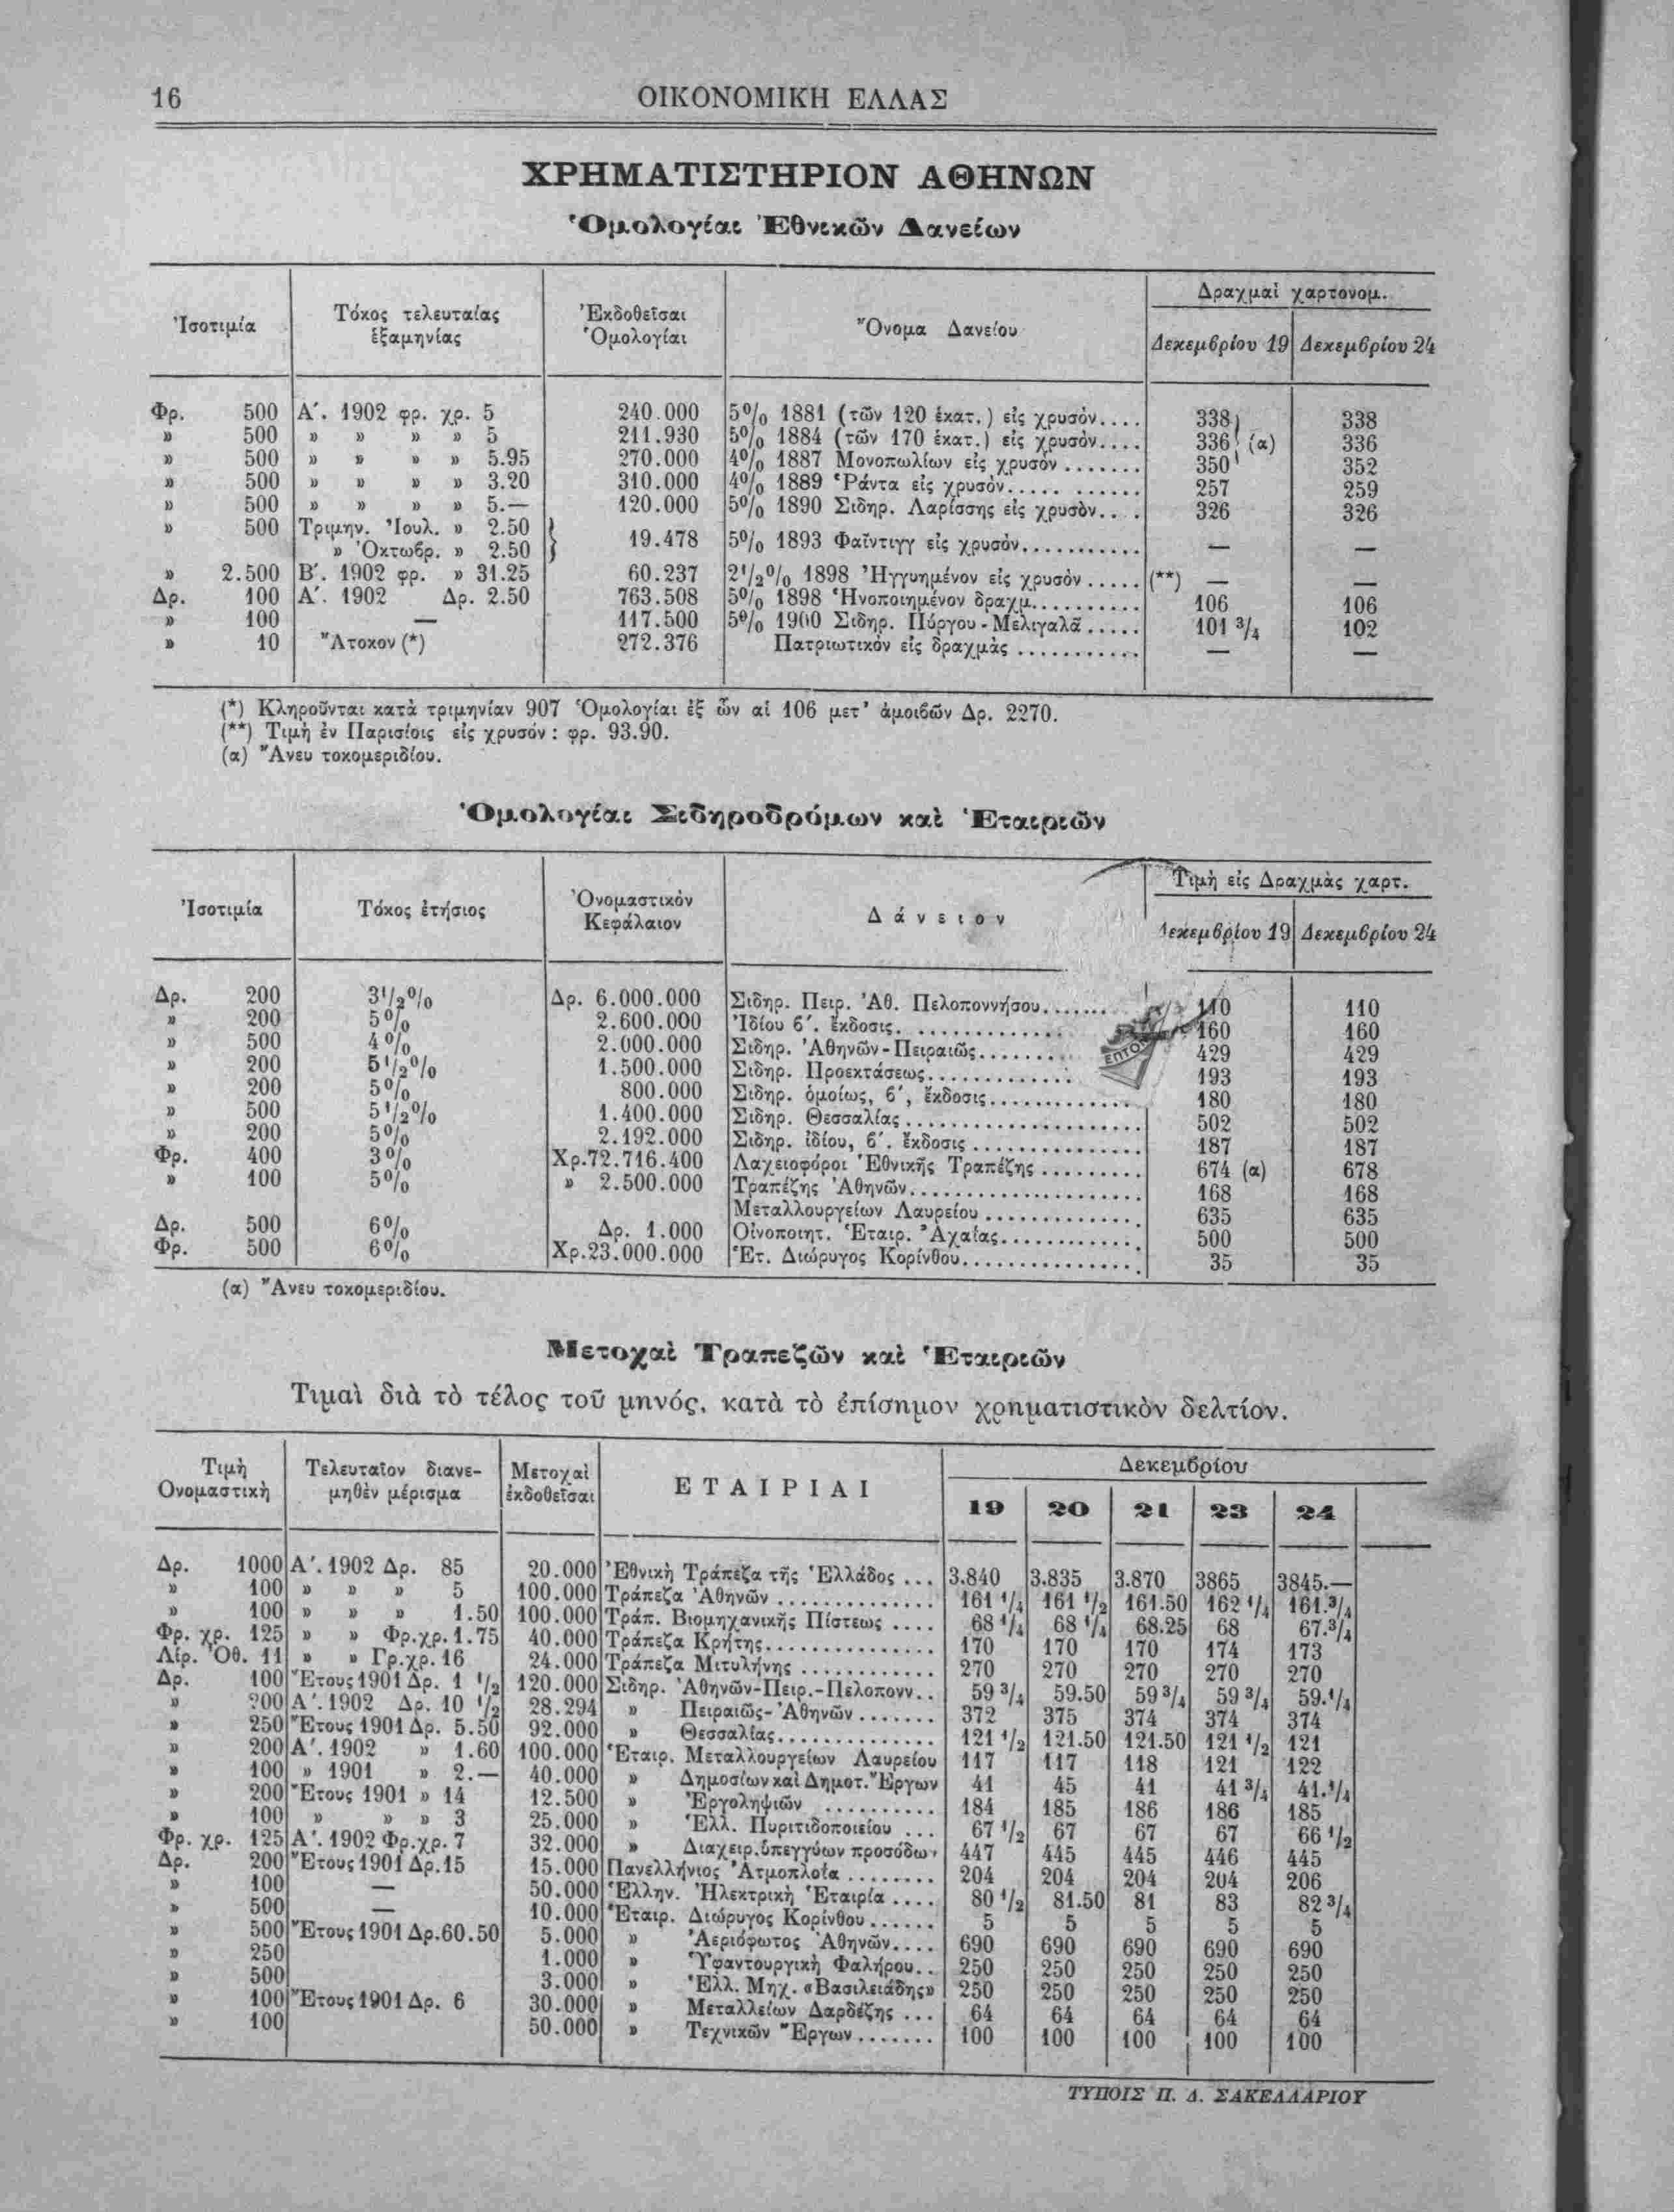 16 ΟΙΚΟΝΟΜΙΚΗ ΕΛΛΑΣ
ΧΡΗΜΑΤΙΣΤΗΡΙΟΝ ΑΘΗΝΩΝ
Ὁμολογίαι Ἐθνικῶν Δανείων
Ἰσοτιμία Τόκος τελευταίας ἑξαμηνίας Ἐκδοθεῖσαι Ὁμολογίαι Ὄνομα Δανείου Δραχμαὶ χαρτονομ.
Δεκεμβρίου 19 Δεκεμβρίου 24
Φρ. 500 Α΄. 1902 φρ. χρ. 5 240.000 5% 1881 (τῶν 120 ἑκατ.) εἰς χρυσόν.... 338 338
» 500 » » » » 5 211.930 5% 1884 (τῶν 170 ἑκατ.) εἰς χρυσόν.... 336 (α) 336
» 500 » » » » 5.95 270.000 4% 1887 Μονοπωλίων εἰς χρυσὸν ....... 350 352
» 500 » » » » 3.20 310.000 4% 1889 Ῥάντα εἰς χρυσόν..... ...... 257 259
» 500 » » » » 5.— 120.000 5% 1890 Σιδηρ. Λαρίσσης εἰς χρυσὸν.. . 326 326
» 500 Τριμην. Ἰουλ. » 2.50
» Ὀκτωβρ. » 2.50 } 19.478 5% 1893 Φαΐντιγγ εἰς χρυσόν........... — —
» 2.500 Β΄. 1902 φρ. » 31.25 60.237 2 1/2% 1898 Ἠγγυημένον εἰς χρυσὸν ..... (**) — —
Δρ. 100 Α΄. 1902 Δρ. 2.50 763.508 5% 1898 Ἡνοποιημένον δραχμ.......... 106 106
» 100 — 117.500 5% 1900 Σιδηρ. Πύργου - Μελιγαλᾶ ..... 101 3/4 102
» 10 Ἄτοκον (*) 272.376 Πατριωτικὸν εἰς δραχμὰς ........... — —
(*) Κληροῦνται κατὰ τριμηνίαν 907 Ὁμολογίαι ἐξ ὧν αἱ 106 μετ' ἀμοιβῶν Δρ. 2270.
(**) Τιμὴ ἐν Παρισίοις εἰς χρυσόν : φρ. 93.90.
(α) Ἄνευ τοκομεριδίου.
Ὁμολογίαι Σιδηροδρόμων καὶ Ἑταιριῶν
Ἰσοτιμία Τόκος ἐτήσιος Ὀνομαστικὸν Κεφάλαιον Δάνειον Τιμὴ εἰς Δραχμὰς χαρτ.
Δεκεμβρίου 19 Δεκεμβρίου 24
Δρ. 200 3 1/2% Δρ. 6.000.000 Σιδηρ. Πειρ. Ἀθ. Πελοποννήσου....... 110 110
» 200 5% 2.600.000 Ἰδίου β΄. ἔκδοσις. ............. 160 160
» 500 4% 2.000.000 Σιδηρ. Ἀθηνῶν - Πειραιῶς....... 429 429
» 200 5 1/2% 1.500.000 Σιδηρ. Προεκτάσεως............. 193 193
» 200 5% 800.000 Σιδηρ. ὁμοίως, β΄, ἔκδοσις............. 180 180
» 500 5 1/2% 1.400.000 Σιδηρ. Θεσσαλίας ..................... 502 502
» 200 5% 2.192.000 Σιδηρ. ἰδίου, β΄. ἔκδοσις ............... 187 187
Φρ. 400 3% Χρ.72.716.400 Λαχειοφόροι Ἐθνικῆς Τραπέζης ......... 674 (α) 678
» 100 5% » 2.500.000 Τραπέζης Ἀθηνῶν..................... 168 168
Μεταλλουργείων Λαυρείου ............. 635 635
Δρ. 500 6% Δρ. 1.000 Οἰνοποιητ. Ἑταιρ. Ἀχαΐας............ 500 500
Φρ. 500 6% Χρ.23.000.000 Ἑτ. Διώρυγος Κορίνθου................ 35 35
(α) Ἄνευ τοκομεριδίου.
Μετοχαὶ Τραπεζῶν καὶ Ἑταιριῶν
Τιμαὶ διὰ τὸ τέλος τοῦ μηνός, κατὰ τὸ ἐπίσημον χρηματιστικὸν δελτίον.
Τιμὴ Ονομαστικὴ Τελευταῖον διανεμηθὲν μέρισμα Μετοχαὶ ἐκδοθεῖσαι ΕΤΑΙΡΙΑΙ Δεκεμβρίου
19 20 21 23 24
Δρ. 1000 Α΄. 1902 Δρ. 85 20.000 Ἐθνικὴ Τράπεζα τῆς Ἑλλάδος ... 3.840 3.835 3.870 3865 3845.—
» 100 » » » 5 100.000 Τράπεζα Ἀθηνῶν .............. 161 1/4 161 1/2 161.50 162 1/4 161.3/4
» 100 » » » 1.50 100.000 Τράπ. Βιομηχανικῆς Πίστεως .... 68 1/4 68 1/4 68.25 68 67.3/4
Φρ. χρ. 125 » » Φρ.χρ. 1.75 40.000 Τράπεζα Κρήτης............... 170 170 170 174 173
Λίρ. Ὀθ. 11 » » Γρ.χρ. 16 24.000 Τράπεζα Μιτυλήνης ............ 270 270 270 270 270
Δρ. 100 Ἔτους 1901 Δρ. 1 1/2 120.000 Σιδηρ. Ἀθηνῶν-Πειρ.-Πελοπονν.. 59 3/4 59.50 59 3/4 59 3/4 59.1/4
» 200 Α΄. 1902 Δρ. 10 1/2 28.294 » Πειραιῶς-Ἀθηνῶν ....... 372 375 374 374 374
» 250 Ἔτους 1901 Δρ. 5.50 92.000 » Θεσσαλίας.............. 121 1/2 121.50 121.50 121 1/2 121
» 200 Α΄. 1902 » 1.60 100.000 Ἑταιρ. Μεταλλουργείων Λαυρείου 117 117 118 121 122
» 100 » 1901 » 2.— 40.000 » Δημοσίων καὶ Δημοτ. Ἔργων 41 45 41 41 3/4 41.1/4
» 200 Ἔτους 1901 » 14 12.500 » Ἐργοληψιῶν .......... 184 185 186 186 185
» 100 » » » 3 25.000 » Ἑλλ. Πυριτιδοποιείου ... 67 1/2 67 67 67 66 1/2
Φρ. χρ. 125 Α΄. 1902 Φρ.χρ. 7 32.000 » Διαχειρ. ὑπεγγύων προσόδων 447 445 445 446 445
Δρ. 200 Ἔτους 1901 Δρ. 15 15.000 Πανελλήνιος Ἀτμοπλοΐα ........ 204 204 204 204 206
» 100 — 50.000 Ἑλλην. Ἠλεκτρικὴ Ἑταιρία .... 80 1/2 81.50 81 83 82 3/4
» 500 — 10.000 Ἑταιρ. Διώρυγος Κορίνθου...... 5 5 5 5 5
» 500 Ἔτους 1901 Δρ. 60.50 5.000 » Ἀεριόφωτος Ἀθηνῶν.... 690 690 690 690 690
» 250 1.000 » Ὑφαντουργικὴ Φαλήρου.. 250 250 250 250 250
» 500 3.000 » Ἑλλ. Μηχ. «Βασιλειάδης» 250 250 250 250 250
» 100 Ἔτους 1901 Δρ. 6 30.000 » Μεταλλείων Δαρδέζης ... 64 64 64 64 64
» 100 50.000 » Τεχνικῶν Ἔργων....... 100 100 100 100 100
ΤΥΠΟΙΣ Π. Δ. ΣΑΚΕΛΛΑΡΙΟΥ